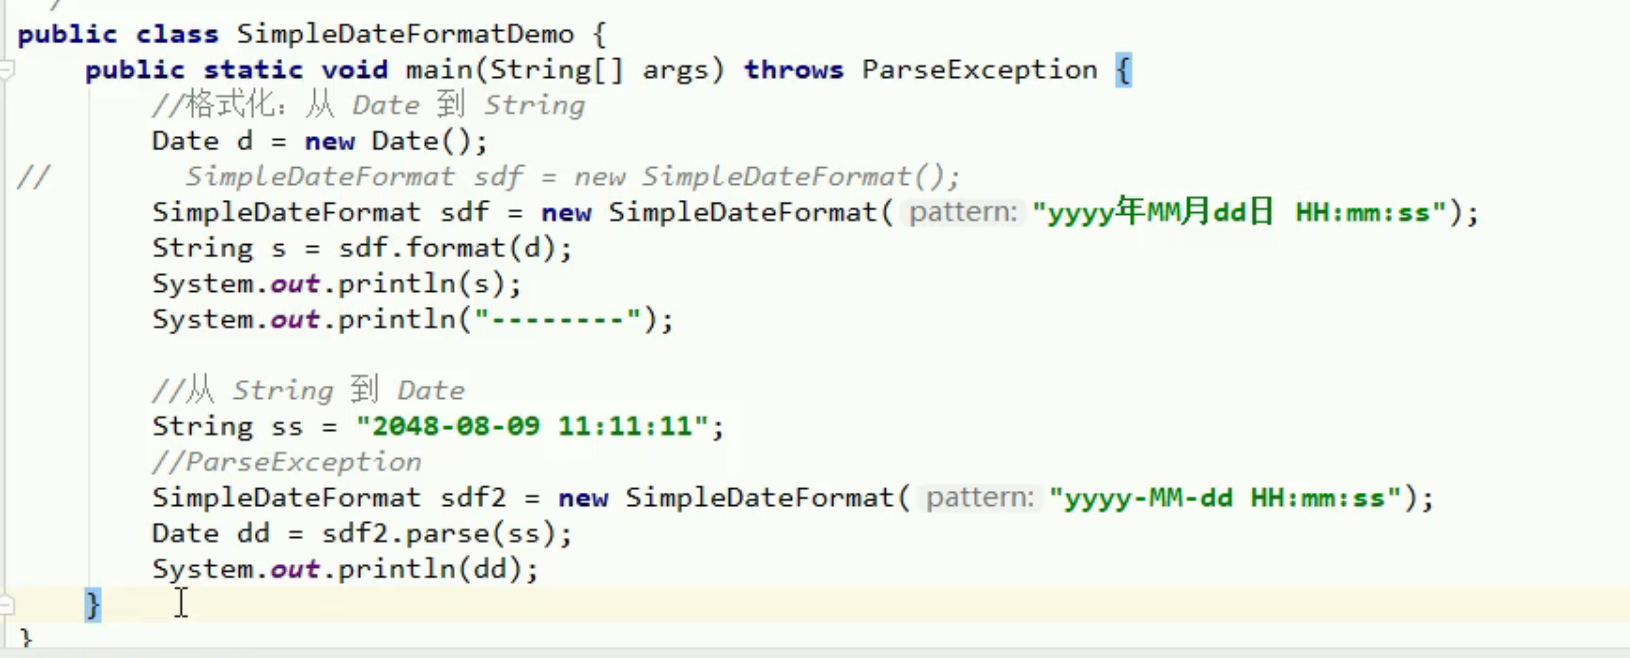 public class SimpleDateFormatDemo {
public static void main(String[] args) throws ParseException {
//格式化：从 Date 到 String
Date d = new Date();
// SimpleDateFormat sdf = new SimpleDateFormat();
SimpleDateFormat sdf = new SimpleDateFormat( pattern: "yyyy年MM月dd日 HH:mm:ss");
String s = sdf.format(d);
System.out.println(s);
System.out.println("--------");
//从 String 到 Date
String ss = "2048-08-09 11:11:11";
//ParseException
SimpleDateFormat sdf2 = new SimpleDateFormat( pattern: "yyyy-MM-dd HH:mm:ss");
Date dd = sdf2.parse(ss);
System.out.println(dd);
}
}